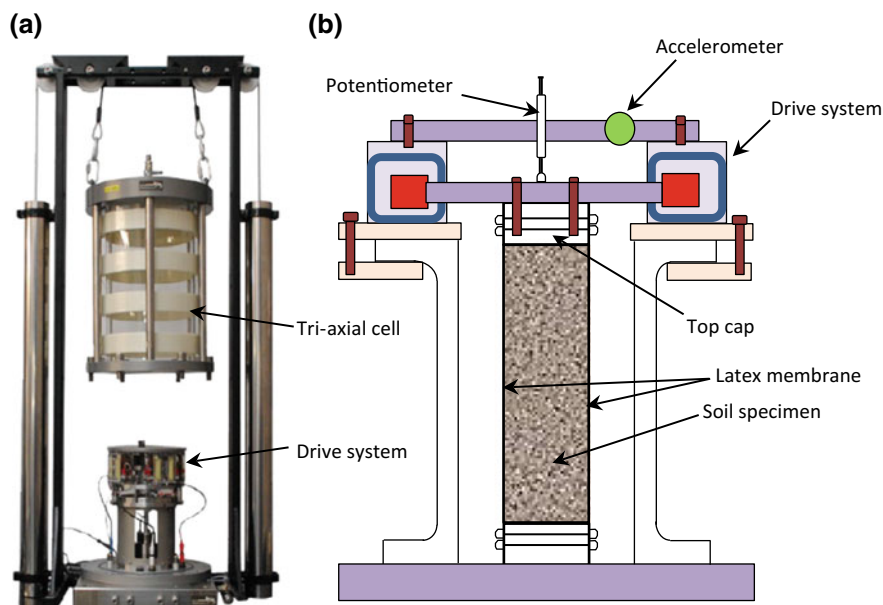 (a)
(b)
Accelerometer
Potentiometer
Drive system
Tri-axial cell
Top cap
Latex membrane
Soil specimen
Drive system